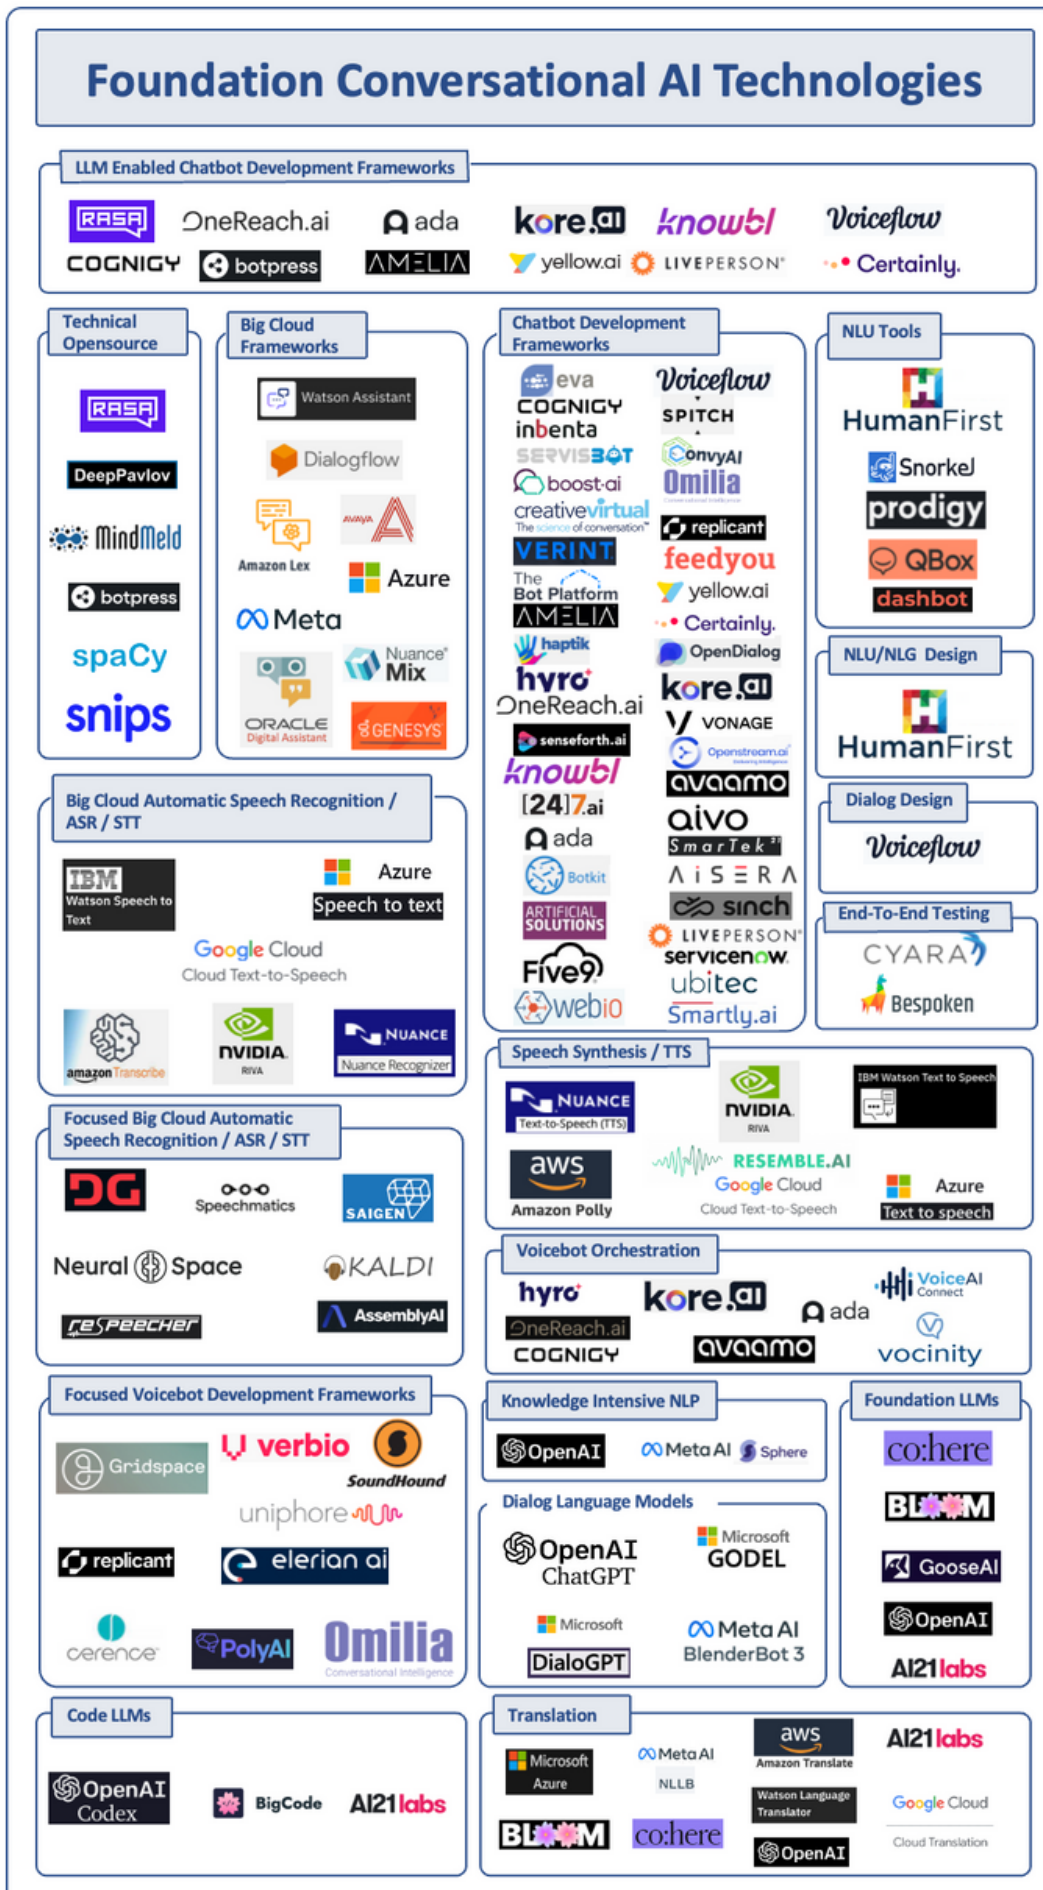 Foundation Conversational AI Technologies
LLM Enabled Chatbot Development Frameworks
RASA
OneReach.ai
ada
kore.ai
knowbl
Voiceflow
COGNIGY
botpress
AMELIA
yellow.ai
LIVEPERSON
Certainly.
Technical
Opensource
RASA
DeepPavlov
MindMeld
botpress
spaCy
snips
Big Cloud
Frameworks
Watson Assistant
Dialogflow
Amazon Lex
AVAYA
Azure
Meta
Nuance
Mix
ORACLE
Digital Assistant
GENESYS
Chatbot Development
Frameworks
eva
Voiceflow
COGNIGY
SPITCH
inbenta
SERVISBOT
ConvyAI
boost.ai
Omilia
Conversational Intelligence
creativevirtual
The science of conversation™
replicant
VERINT
feedyou
The
Bot Platform
yellow.ai
AMELIA
Certainly.
haptik
OpenDialog
hyro
kore.ai
OneReach.ai
VONAGE
senseforth.ai
Openstream.ai
Delivering Intelligence
knowbl
avaamo
[24]7.ai
aivo
ada
SmarTek21
Botkit
AISERA
ARTIFICIAL
SOLUTIONS
sinch
LIVEPERSON
Five9
servicenow.
ubitec
webio
Smartly.ai
NLU Tools
HumanFirst
Snorkel
prodigy
QBox
dashbot
NLU/NLG Design
HumanFirst
Dialog Design
Voiceflow
End-To-End Testing
CYARA
Bespoken
Big Cloud Automatic Speech Recognition /
ASR / STT
IBM
Watson Speech to
Text
Azure
Speech to text
Google Cloud
Cloud Text-to-Speech
amazon Transcribe
NVIDIA.
RIVA
NUANCE
Nuance Recognizer
Speech Synthesis / TTS
NUANCE
Text-to-Speech (TTS)
NVIDIA.
RIVA
IBM Watson Text to Speech
aws
Amazon Polly
RESEMBLE.AI
Google Cloud
Cloud Text-to-Speech
Azure
Text to speech
Focused Big Cloud Automatic
Speech Recognition / ASR / STT
DG
Speechmatics
SAIGEN
Neural Space
KALDI
reSPEECHER
AssemblyAI
Voicebot Orchestration
hyro
kore.ai
VoiceAI
Connect
OneReach.ai
ada
COGNIGY
avaamo
vocinity
Focused Voicebot Development Frameworks
Gridspace
verbio
SoundHound
uniphore
replicant
elerian ai
cerence
PolyAI
Omilia
Conversational Intelligence
Knowledge Intensive NLP
OpenAI
Meta AI
Sphere
Dialog Language Models
OpenAI
ChatGPT
Microsoft
GODEL
Microsoft
DialoGPT
Meta AI
BlenderBot 3
Foundation LLMs
co:here
BLOOM
GooseAI
OpenAI
AI21labs
Code LLMs
OpenAI
Codex
BigCode
AI21labs
Translation
Microsoft
Azure
Meta AI
NLLB
aws
Amazon Translate
AI21labs
Watson Language
Translator
Google Cloud
Cloud Translation
BLOOM
co:here
OpenAI